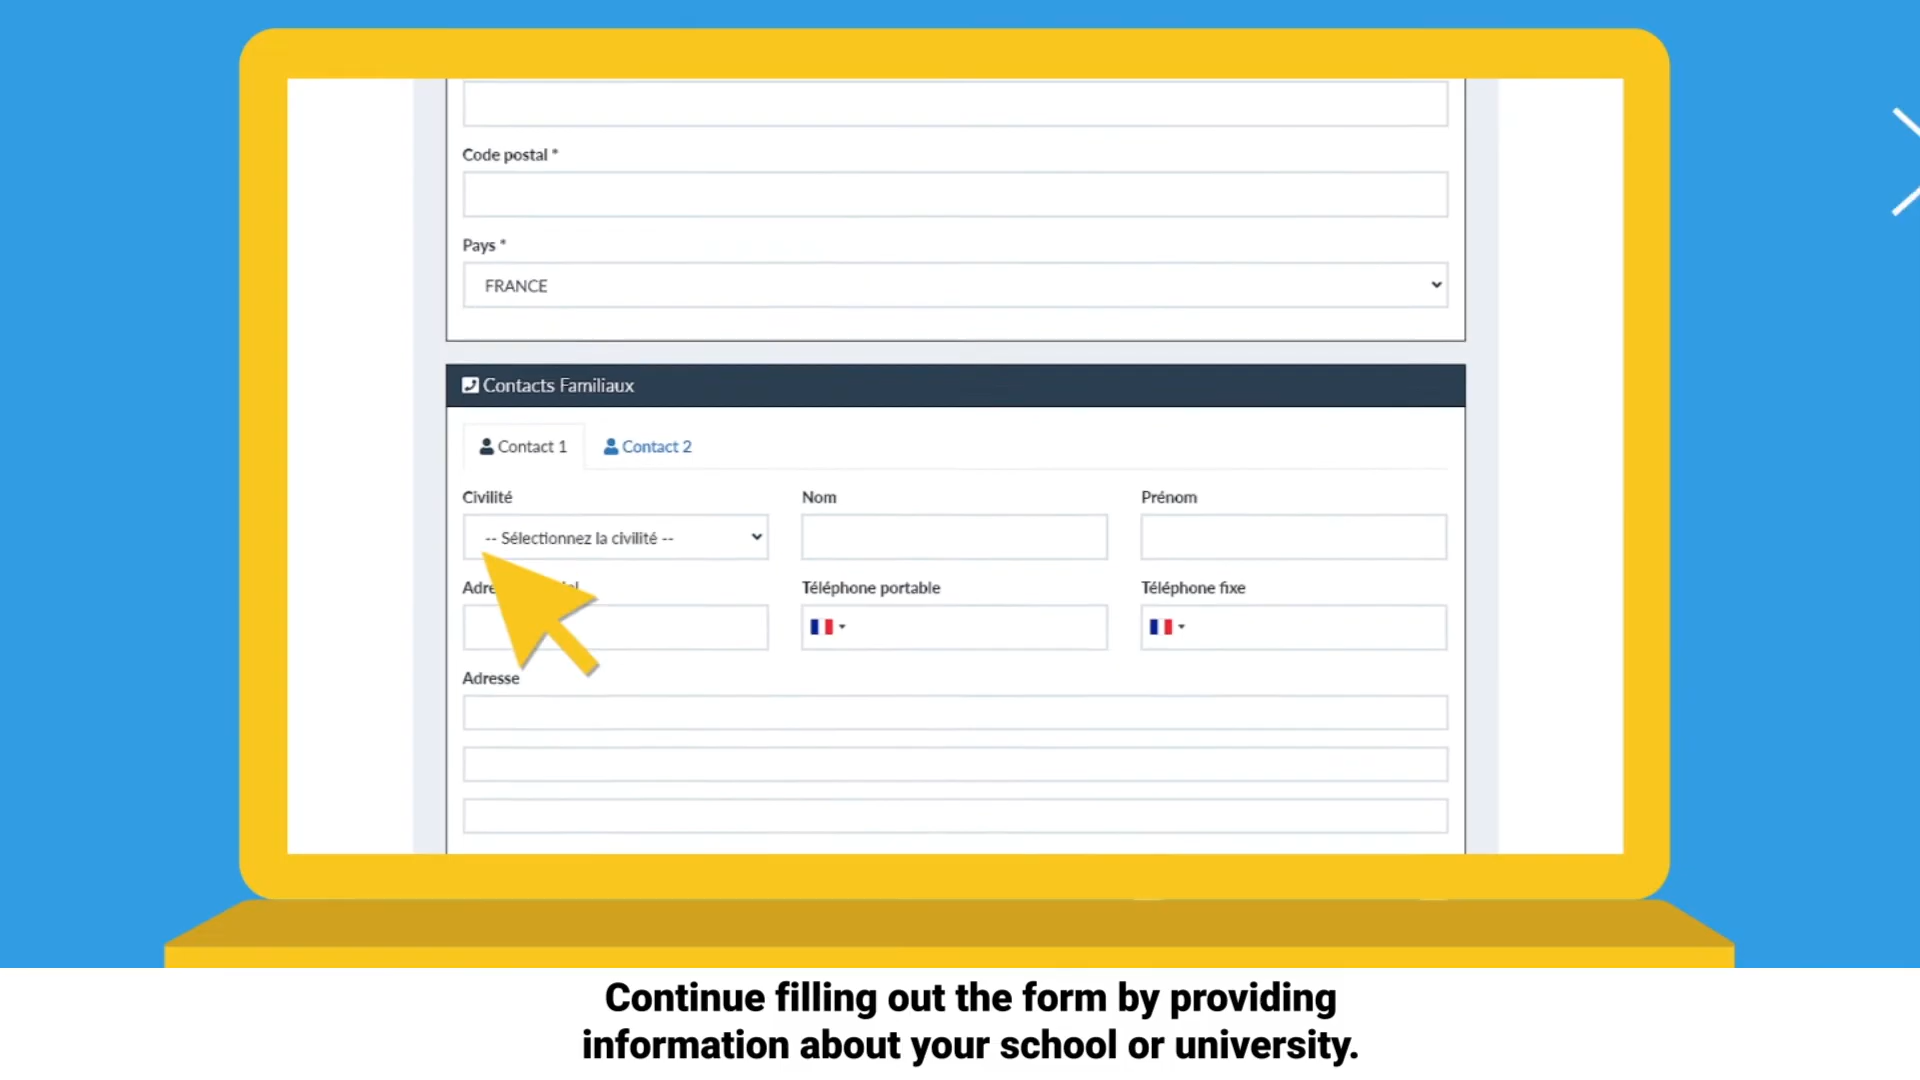 Code postal *
Pays *
FRANCE
Contacts Familiaux
Contact 1 Contact 2
Civilité Nom Prénom
-- Sélectionnez la civilité --
Téléphone portable Téléphone fixe
Adresse
Continue filling out the form by providing
information about your school or university.